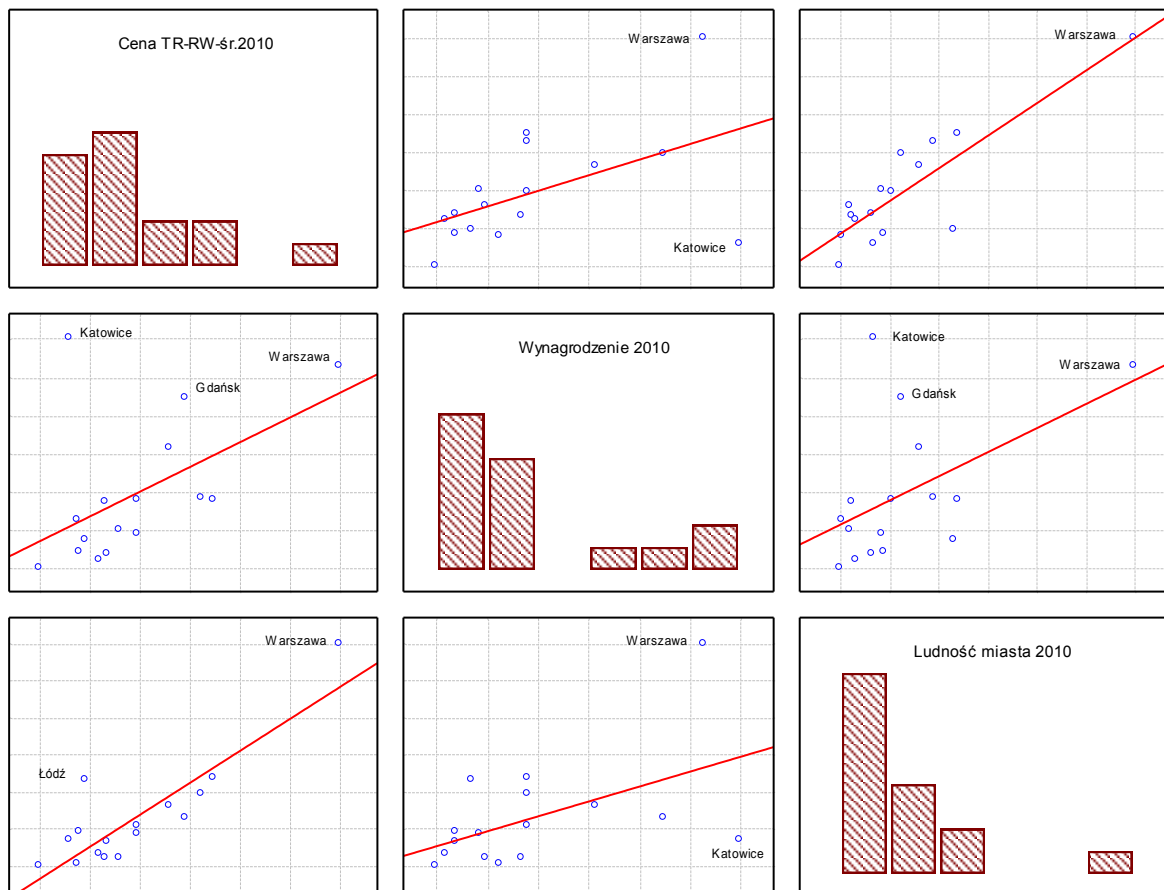 Cena TR-RW-śr.2010
Warszawa
Katowice
Warszawa
Katowice
Warszawa
Gdańsk
Wynagrodzenie 2010
Katowice
Warszawa
Gdańsk
Warszawa
Łódź
Warszawa
Katowice
Ludność miasta 2010